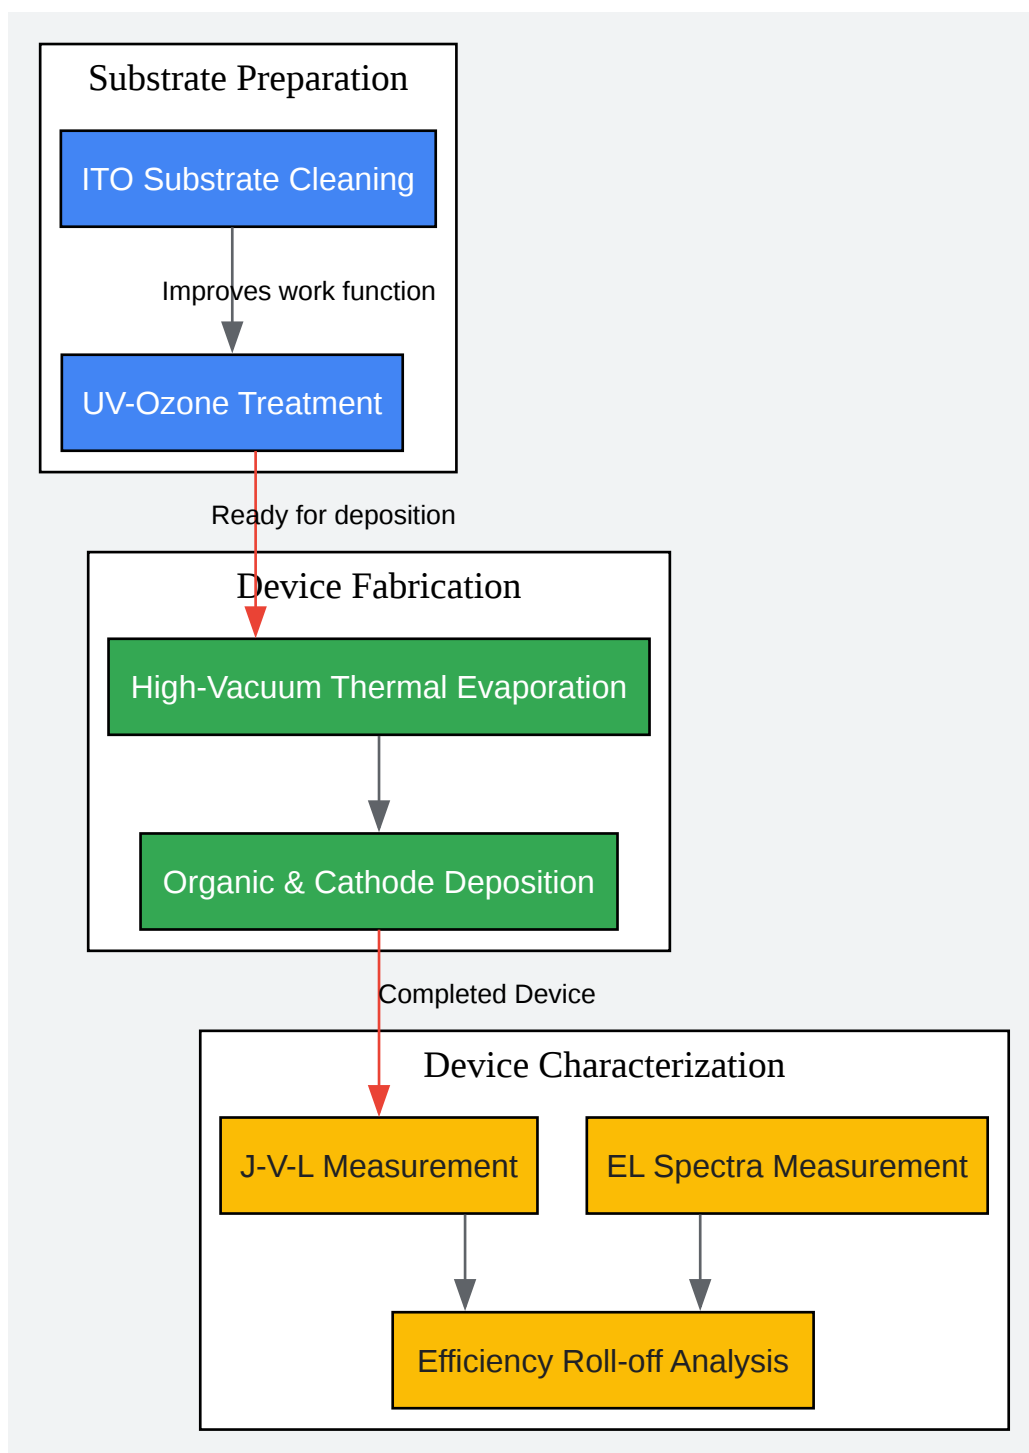 Substrate Preparation
ITO Substrate Cleaning
Improves work function
UV-Ozone Treatment
Ready for deposition
Device Fabrication
High-Vacuum Thermal Evaporation
Organic & Cathode Deposition
Completed Device
Device Characterization
J-V-L Measurement
EL Spectra Measurement
Efficiency Roll-off Analysis